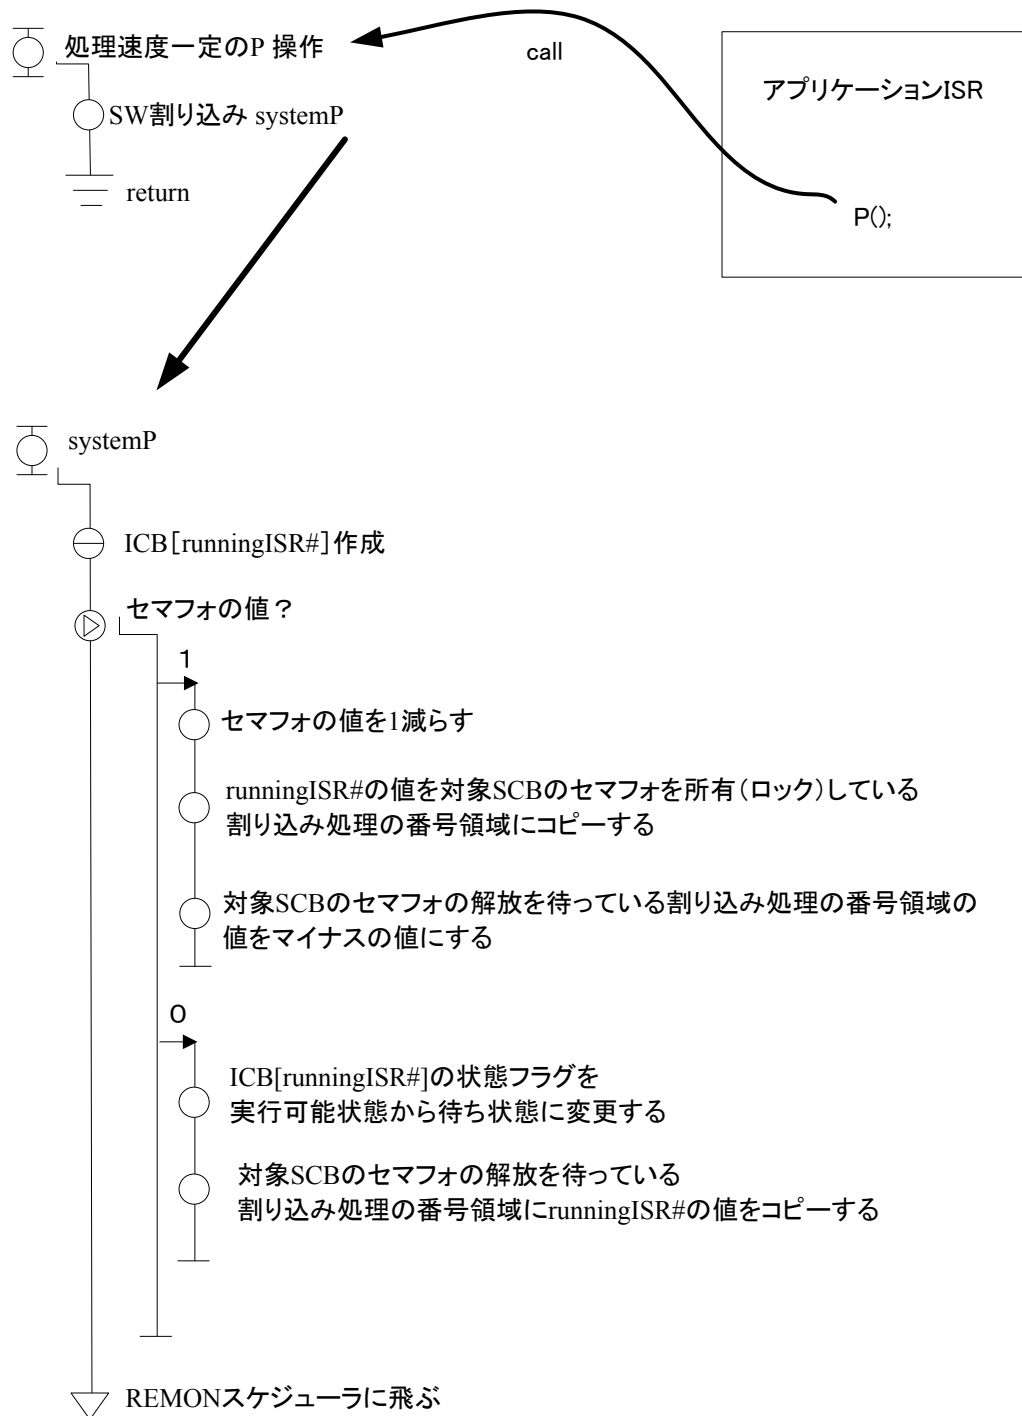 処理速度一定のP 操作
call
アプリケーションISR
SW割り込み systemP
return
P();
systemP
ICB[runningISR#]作成
セマフォの値？
1
セマフォの値を1減らす
runningISR#の値を対象SCBのセマフォを所有(ロック)している
割り込み処理の番号領域にコピーする
対象SCBのセマフォの解放を待っている割り込み処理の番号領域の
値をマイナスの値にする
0
ICB[runningISR#]の状態フラグを
実行可能状態から待ち状態に変更する
対象SCBのセマフォの解放を待っている
割り込み処理の番号領域にrunningISR#の値をコピーする
REMONスケジューラに飛ぶ